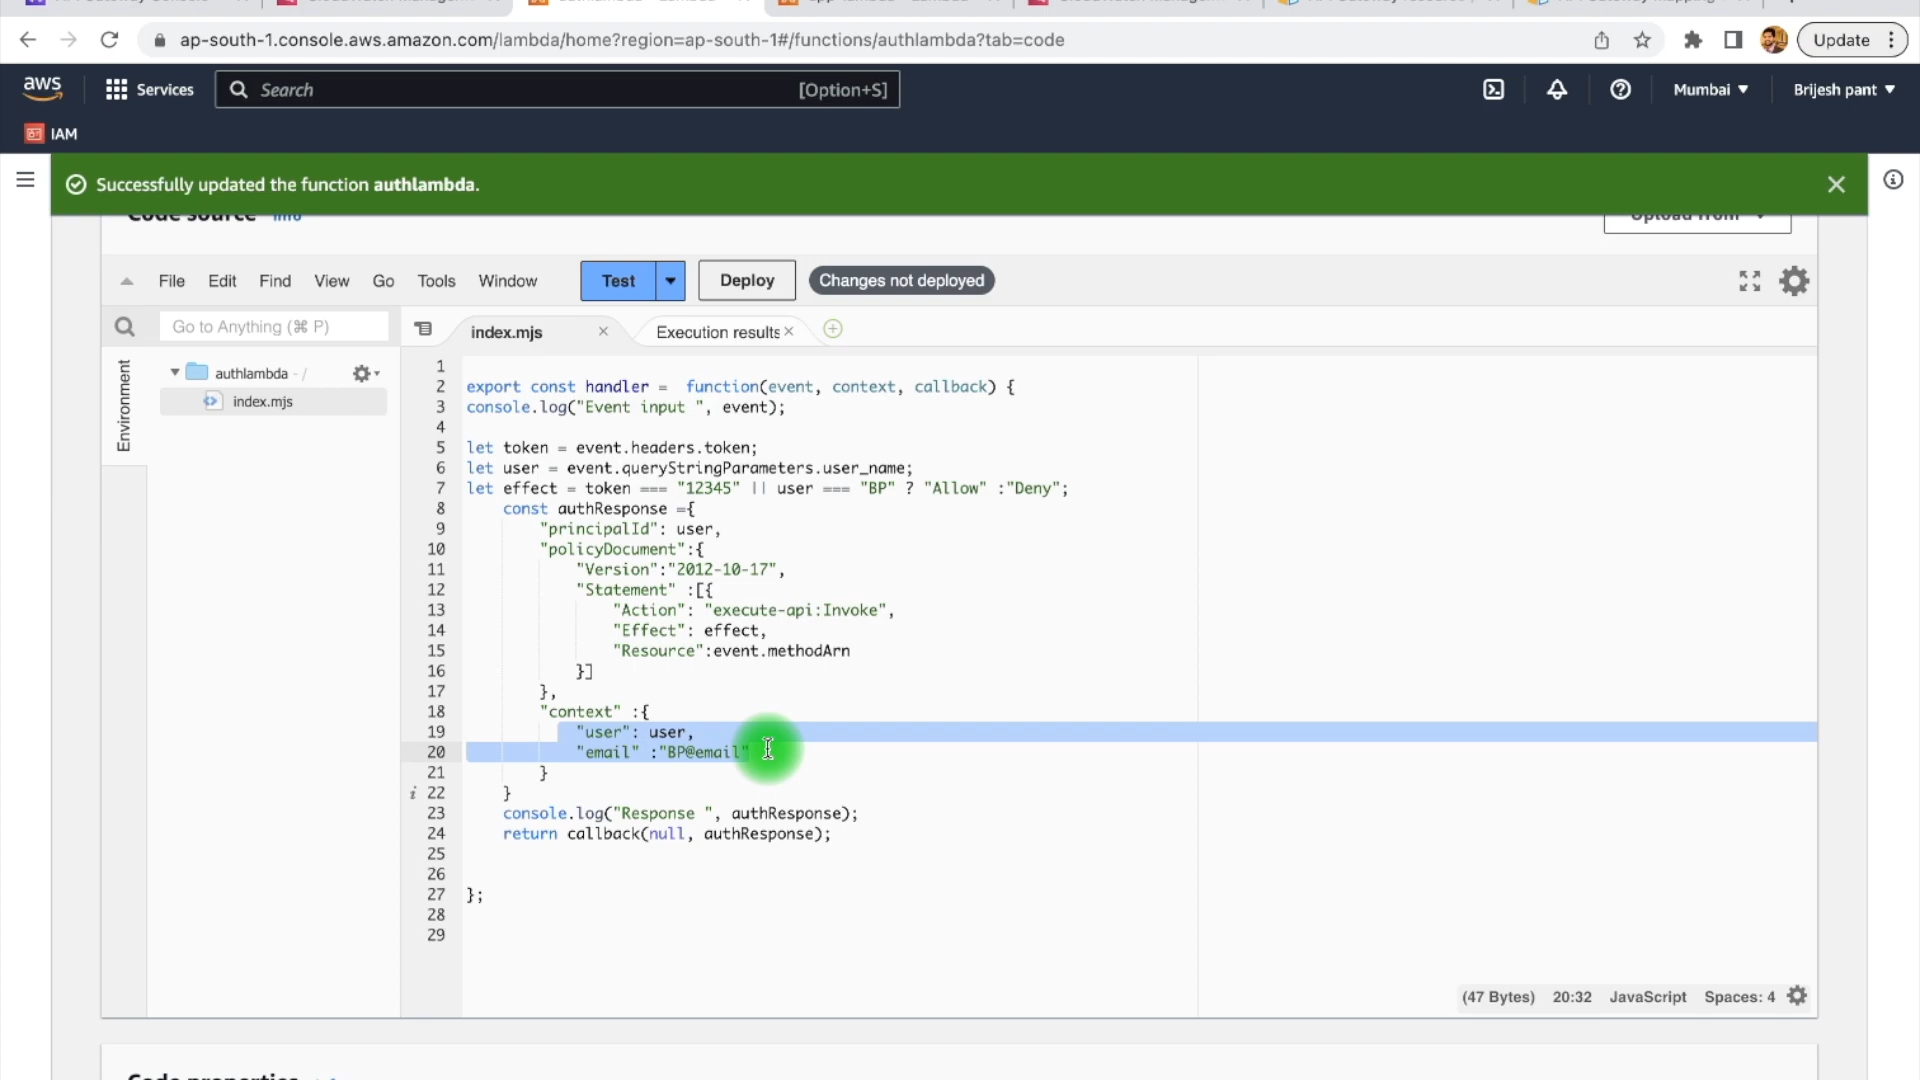 ap-south-1.console.aws.amazon.com/lambda/home?region=ap-south-1#/functions/authlambda?tab=code
Update
aws
Services
Search
[Option+S]
Mumbai
Brijesh pant
IAM
Successfully updated the function authlambda.
Code source Info
Upload from
File Edit Find View Go Tools Window
Test
Deploy
Changes not deployed
Go to Anything (⌘ P)
index.mjs
Execution results
Environment
authlambda - /
index.mjs
1
2 export const handler =  function(event, context, callback) {
3 console.log("Event input ", event);
4
5 let token = event.headers.token;
6 let user = event.queryStringParameters.user_name;
7 let effect = token === "12345" || user === "BP" ? "Allow" :"Deny";
8     const authResponse ={
9         "principalId": user,
10         "policyDocument":{
11             "Version":"2012-10-17",
12             "Statement" :[{
13                 "Action": "execute-api:Invoke",
14                 "Effect": effect,
15                 "Resource":event.methodArn
16             }]
17         },
18         "context" :{
19             "user": user,
20             "email" :"BP@email"
21         }
i 22     }
23     console.log("Response ", authResponse);
24     return callback(null, authResponse);
25
26
27 };
28
29
(47 Bytes) 20:32 JavaScript Spaces: 4
Code properties